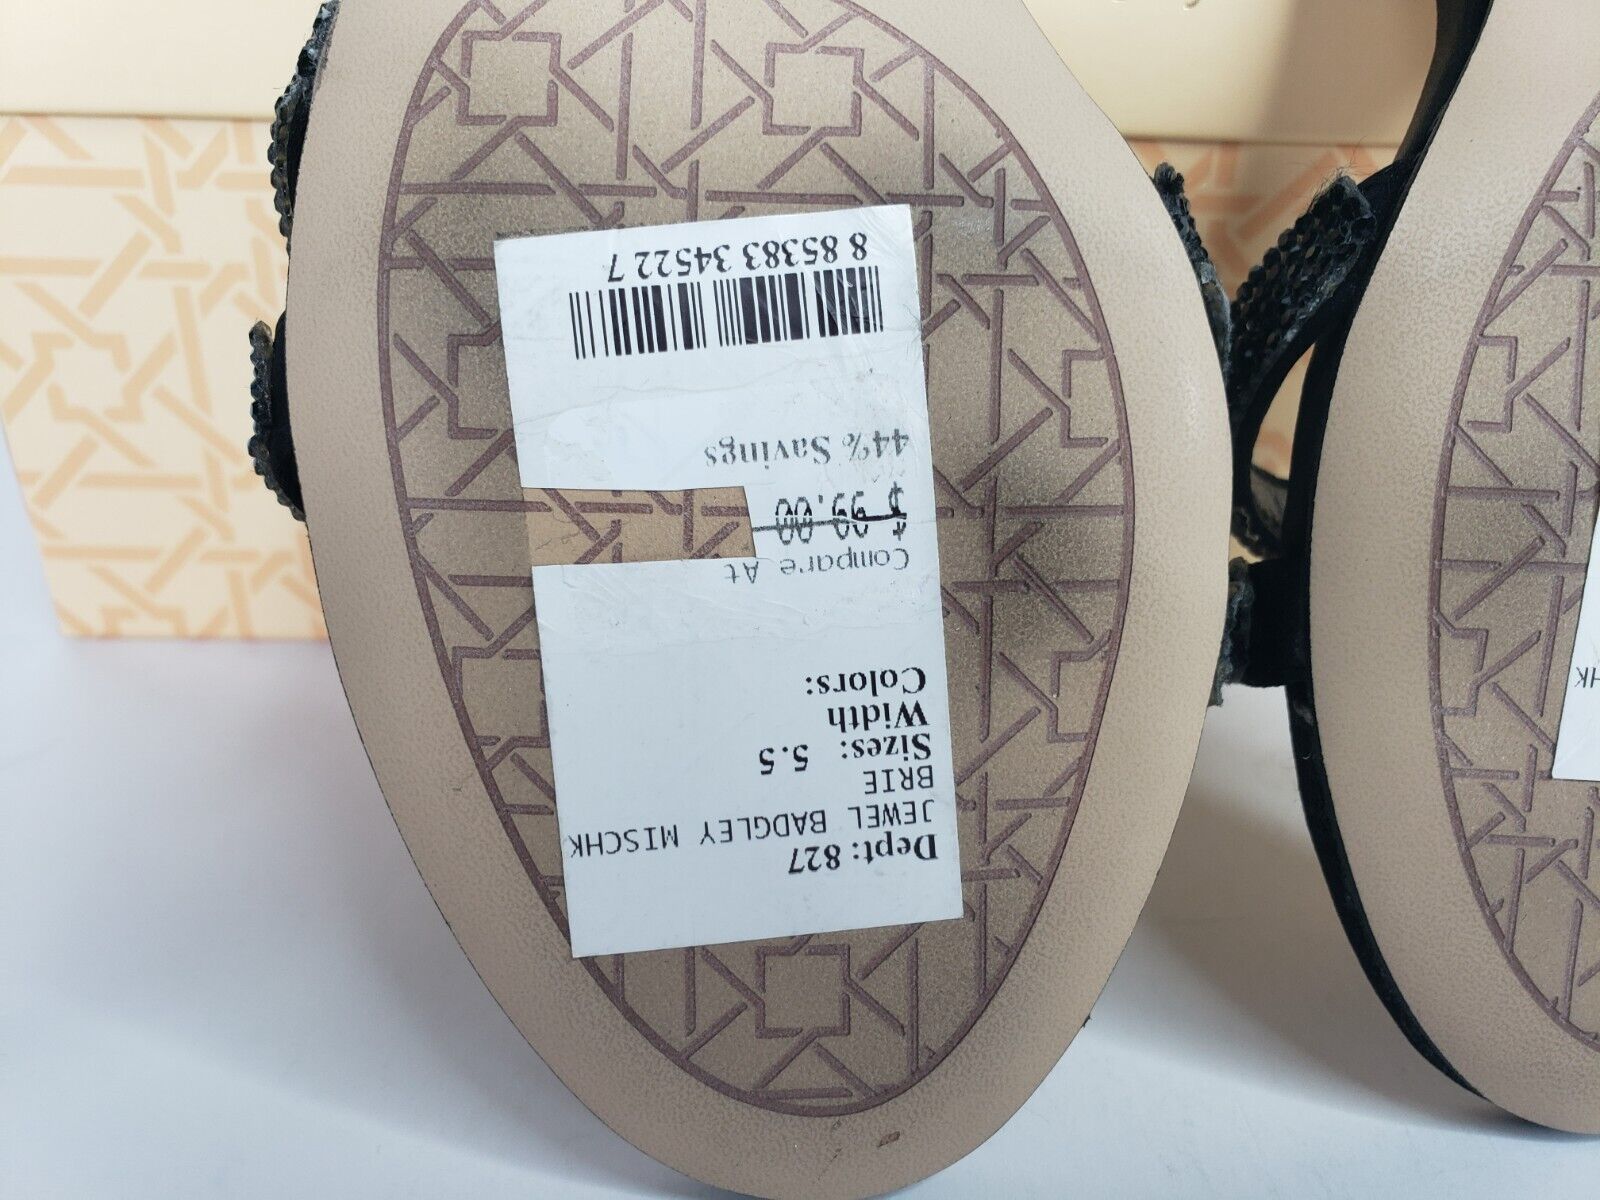 Dept: 827
JEWEL BADGLEY MISCHK
BRIE
Sizes: 5.5
Width
Colors:
Compare At
$ 99.00
44% Savings
8 85383 34522 7
HK